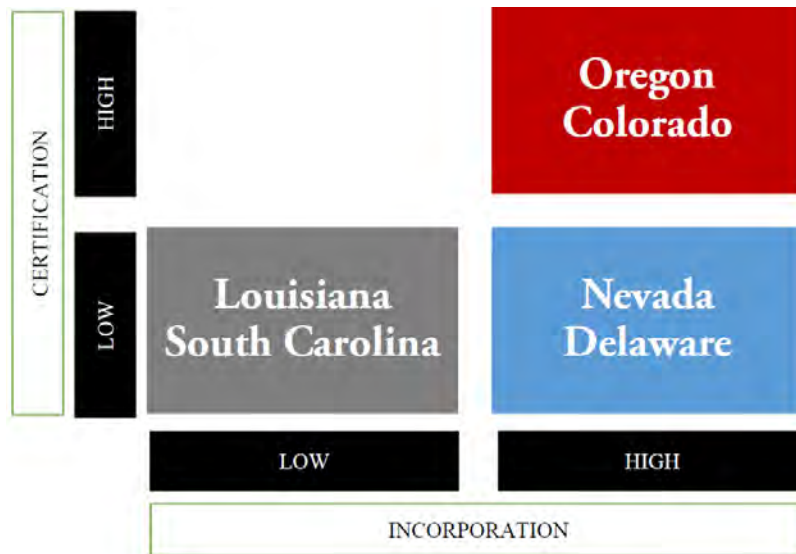 CERTIFICATION
HIGH
Oregon
Colorado
LOW
Louisiana
South Carolina
Nevada
Delaware
LOW
HIGH
INCORPORATION